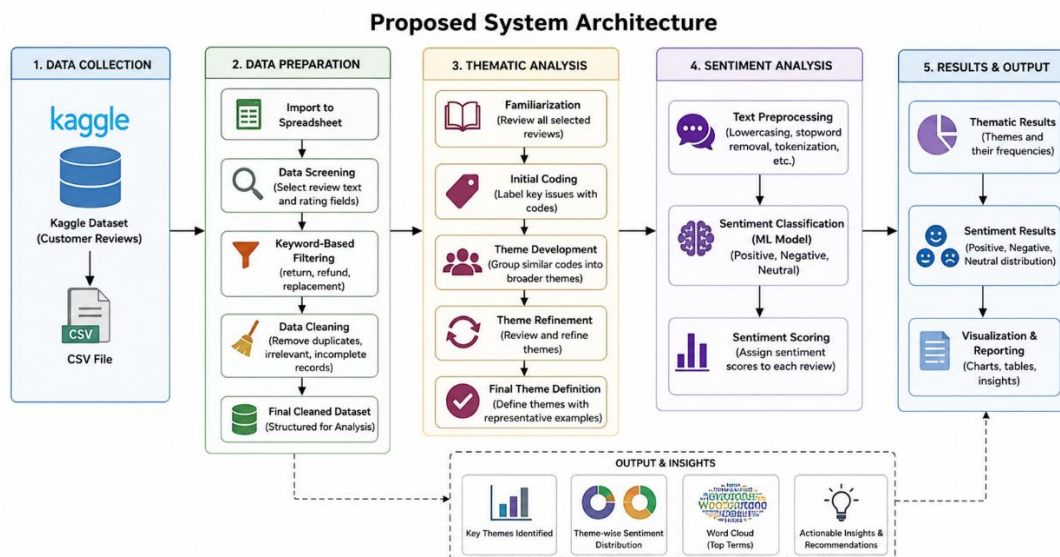 Proposed System Architecture
1. DATA COLLECTION
kaggle
Kaggle Dataset
(Customer Reviews)
CSV
CSV File
2. DATA PREPARATION
Import to
Spreadsheet
Data Screening
(Select review text
and rating fields)
Keyword-Based
Filtering
(return, refund,
replacement)
Data Cleaning
(Remove duplicates,
irrelevant, incomplete
records)
Final Cleaned Dataset
(Structured for Analysis)
3. THEMATIC ANALYSIS
Familiarization
(Review all selected
reviews)
Initial Coding
(Label key issues with
codes)
Theme Development
(Group similar codes into
broader themes)
Theme Refinement
(Review and refine
themes)
Final Theme Definition
(Define themes with
representative examples)
4. SENTIMENT ANALYSIS
Text Preprocessing
(Lowercasing, stopword
removal, tokenization,
etc.)
Sentiment Classification
(ML Model)
(Positive, Negative,
Neutral)
Sentiment Scoring
(Assign sentiment
scores to each review)
5. RESULTS & OUTPUT
Thematic Results
(Themes and
their frequencies)
Sentiment Results
(Positive, Negative,
Neutral distribution)
Visualization &
Reporting
(Charts, tables,
insights)
OUTPUT & INSIGHTS
Key Themes Identified
Theme-wise Sentiment
Distribution
Word Cloud
(Top Terms)
Actionable Insights &
Recommendations